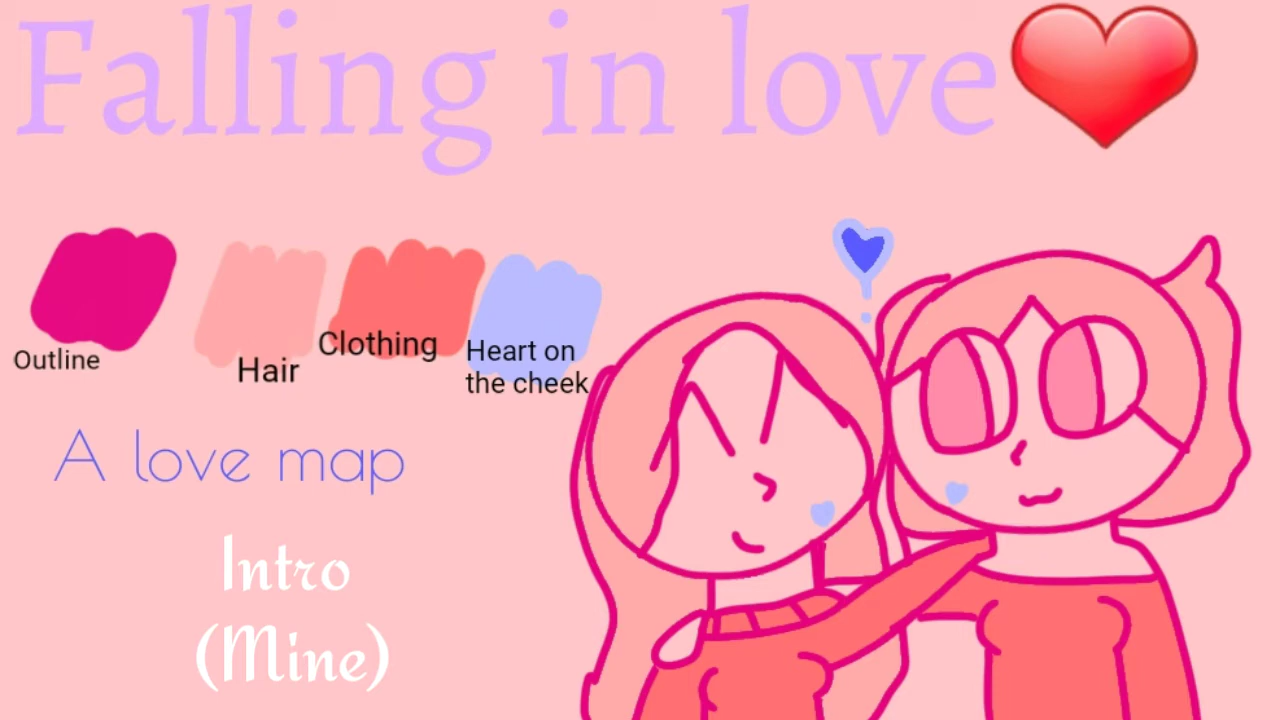 Falling in love
Outline
Hair
Clothing
Heart on
the cheek
A love map
Intro
(Mine)